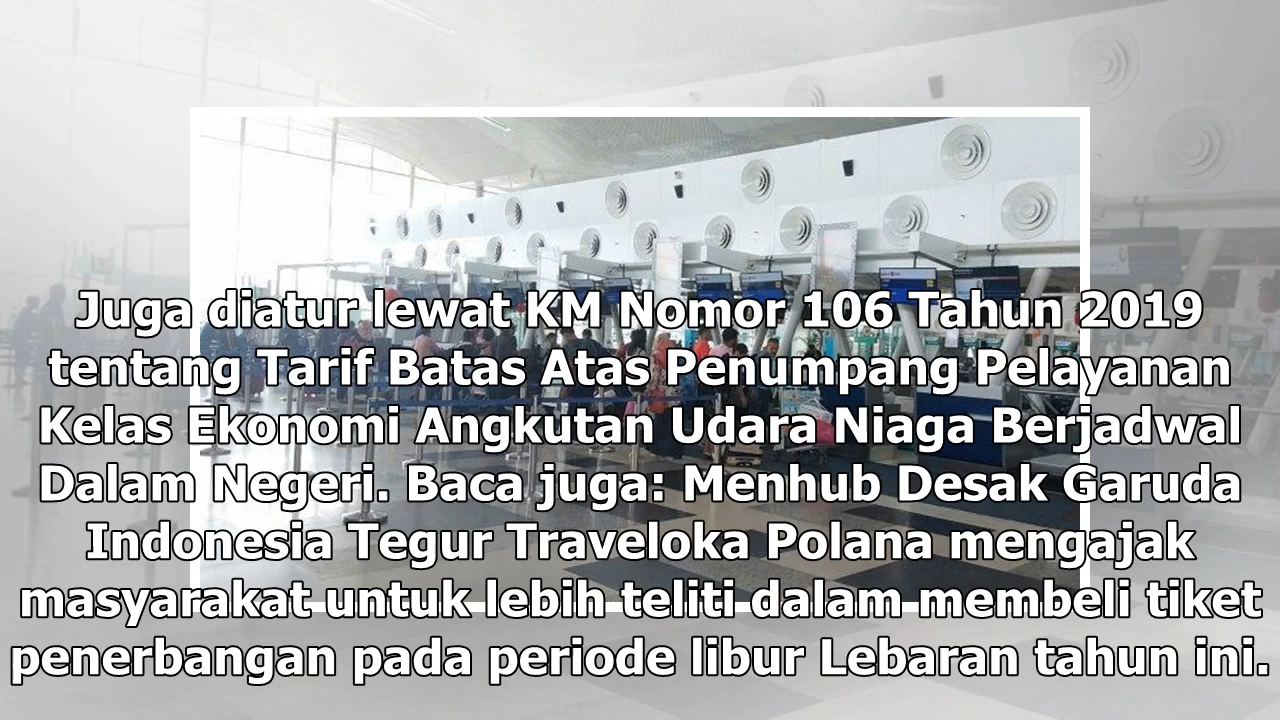 Juga diatur lewat KM Nomor 106 Tahun 2019
tentang Tarif Batas Atas Penumpang Pelayanan
Kelas Ekonomi Angkutan Udara Niaga Berjadwal
Dalam Negeri. Baca juga: Menhub Desak Garuda
Indonesia Tegur Traveloka Polana mengajak
masyarakat untuk lebih teliti dalam membeli tiket
penerbangan pada periode libur Lebaran tahun ini.